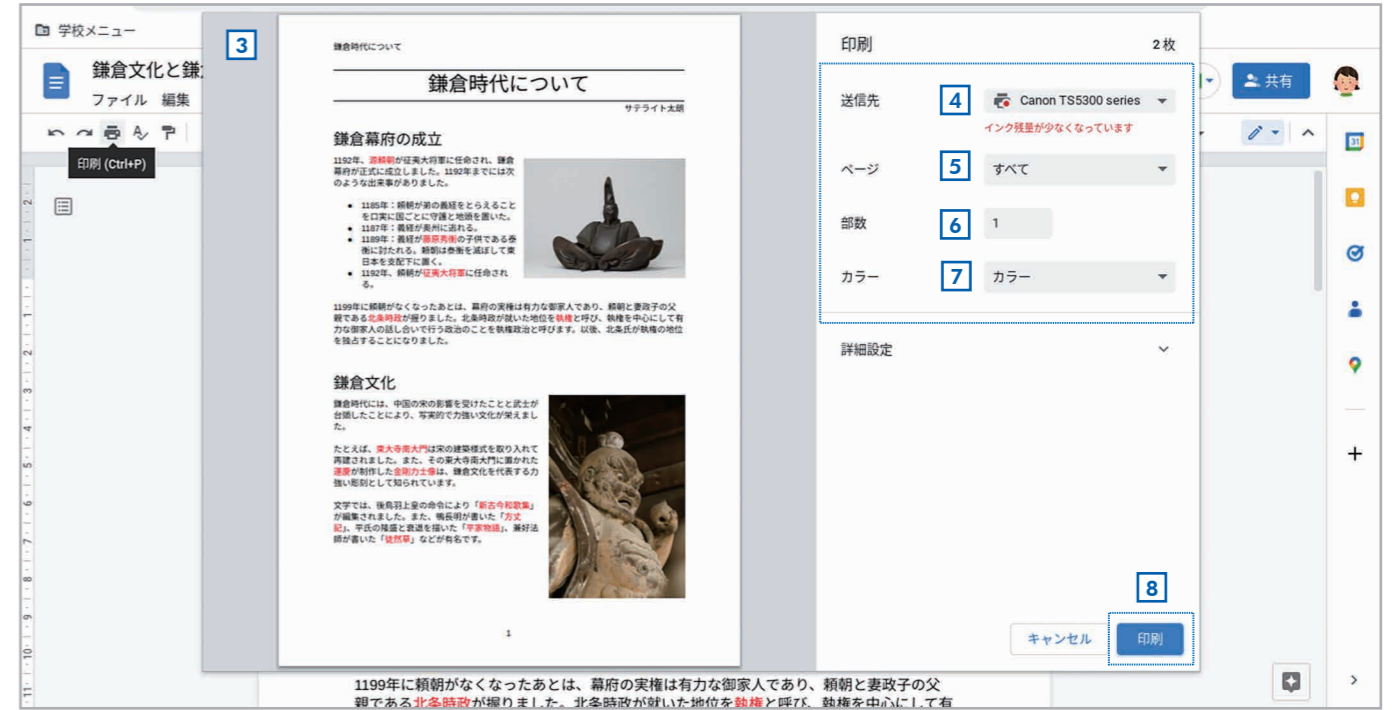 学校メニュー
鎌倉文化と鎌
ファイル 編集
印刷 (Ctrl+P)
共有
31
3
鎌倉時代について
鎌倉時代について
サテライト太朗
鎌倉幕府の成立
1192年、源頼朝が征夷大将軍に任命され、鎌倉
幕府が正式に成立しました。1192年までには次
のような出来事がありました。
1185年：頼朝が弟の義経をとらえること
を口実に国ごとに守護と地頭を置いた。
1187年：義経が奥州に逃れる。
1189年：義経が藤原秀衡の子供である泰
衡に討たれる。頼朝は泰衡を滅ぼして東
日本を支配下に置く。
1192年、頼朝が征夷大将軍に任命され
る。
1199年に頼朝がなくなったあとは、幕府の実権は有力な御家人であり、頼朝と妻政子の父
親である北条時政が握りました。北条時政が就いた地位を執権と呼び、執権を中心にして有
力な御家人の話し合いで行う政治のことを執権政治と呼びます。以後、北条氏が執権の地位
を独占することになりました。
鎌倉文化
鎌倉時代には、中国の宋の影響を受けたことと武士が
台頭したことにより、写実的で力強い文化が栄えまし
た。
たとえば、東大寺南大門は宋の建築様式を取り入れて
再建されました。また、その東大寺南大門に置かれた
運慶が制作した金剛力士像は、鎌倉文化を代表する力
強い彫刻として知られています。
文学では、後鳥羽上皇の命令により「新古今和歌集」
が編集されました。また、鴨長明が書いた「方丈
記」、平氏の隆盛と衰退を描いた「平家物語」、兼好法
師が書いた「徒然草」などが有名です。
1
印刷 2枚
送信先 4 Canon TS5300 series
インク残量が少なくなっています
ページ 5 すべて
部数 6 1
カラー 7 カラー
詳細設定
8
キャンセル 印刷
1199年に頼朝がなくなったあとは、幕府の実権は有力な御家人であり、頼朝と妻政子の父
親である北条時政が握りました。北条時政が就いた地位を執権と呼び、執権を中心にして有
2
1
1
2
3
4
5
6
7
8
9
10
11